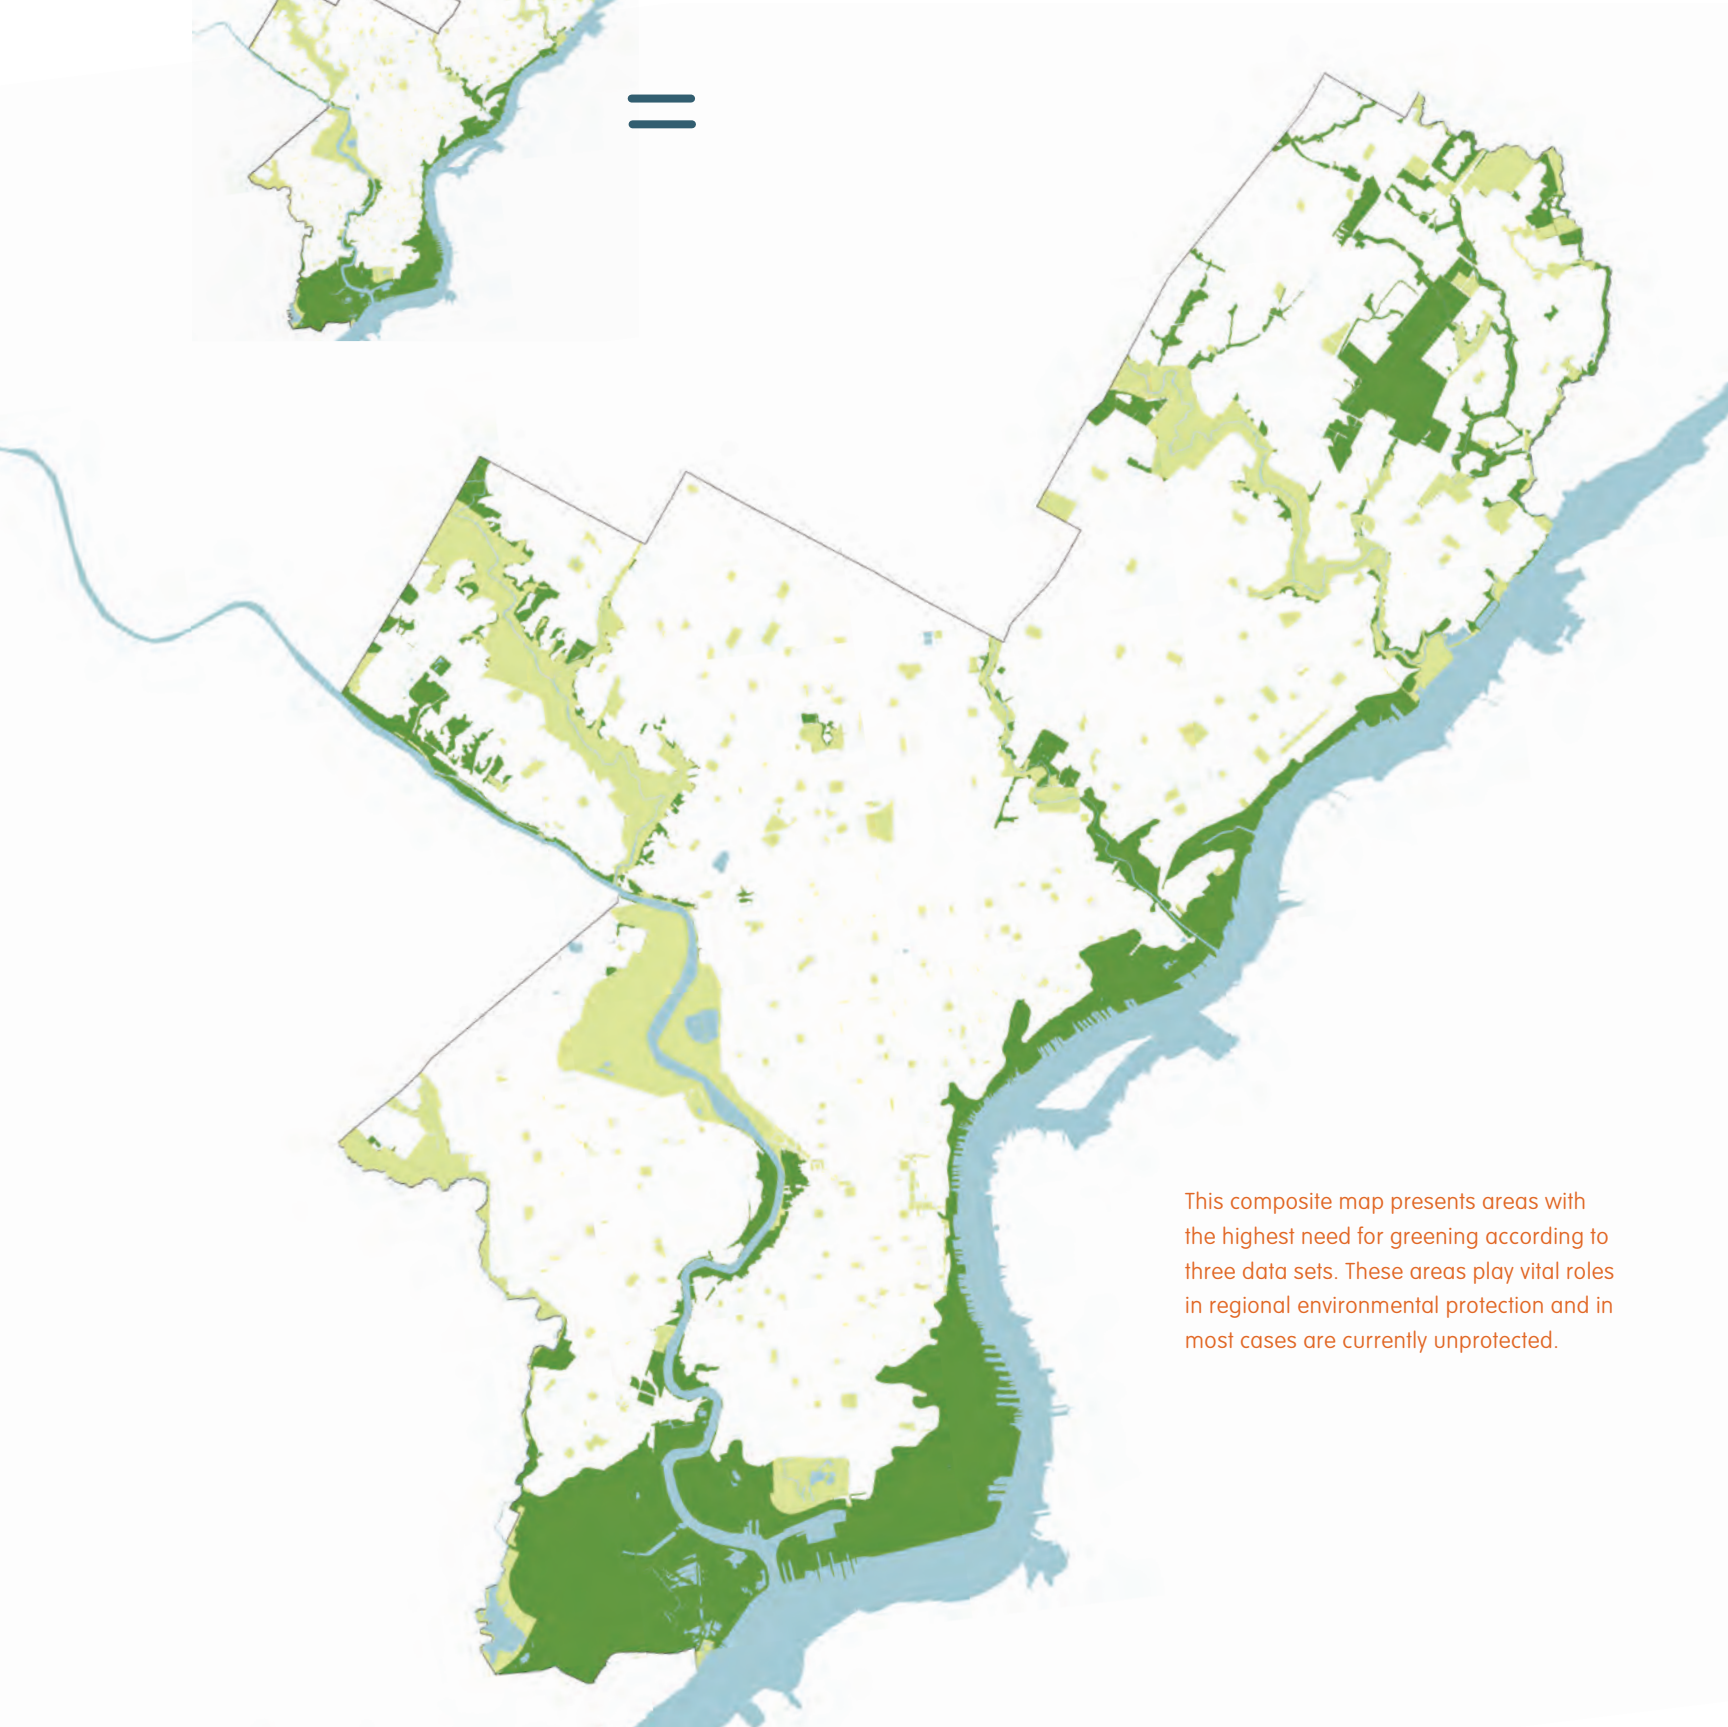 This composite map presents areas with
the highest need for greening according to
three data sets. These areas play vital roles
in regional environmental protection and in
most cases are currently unprotected.